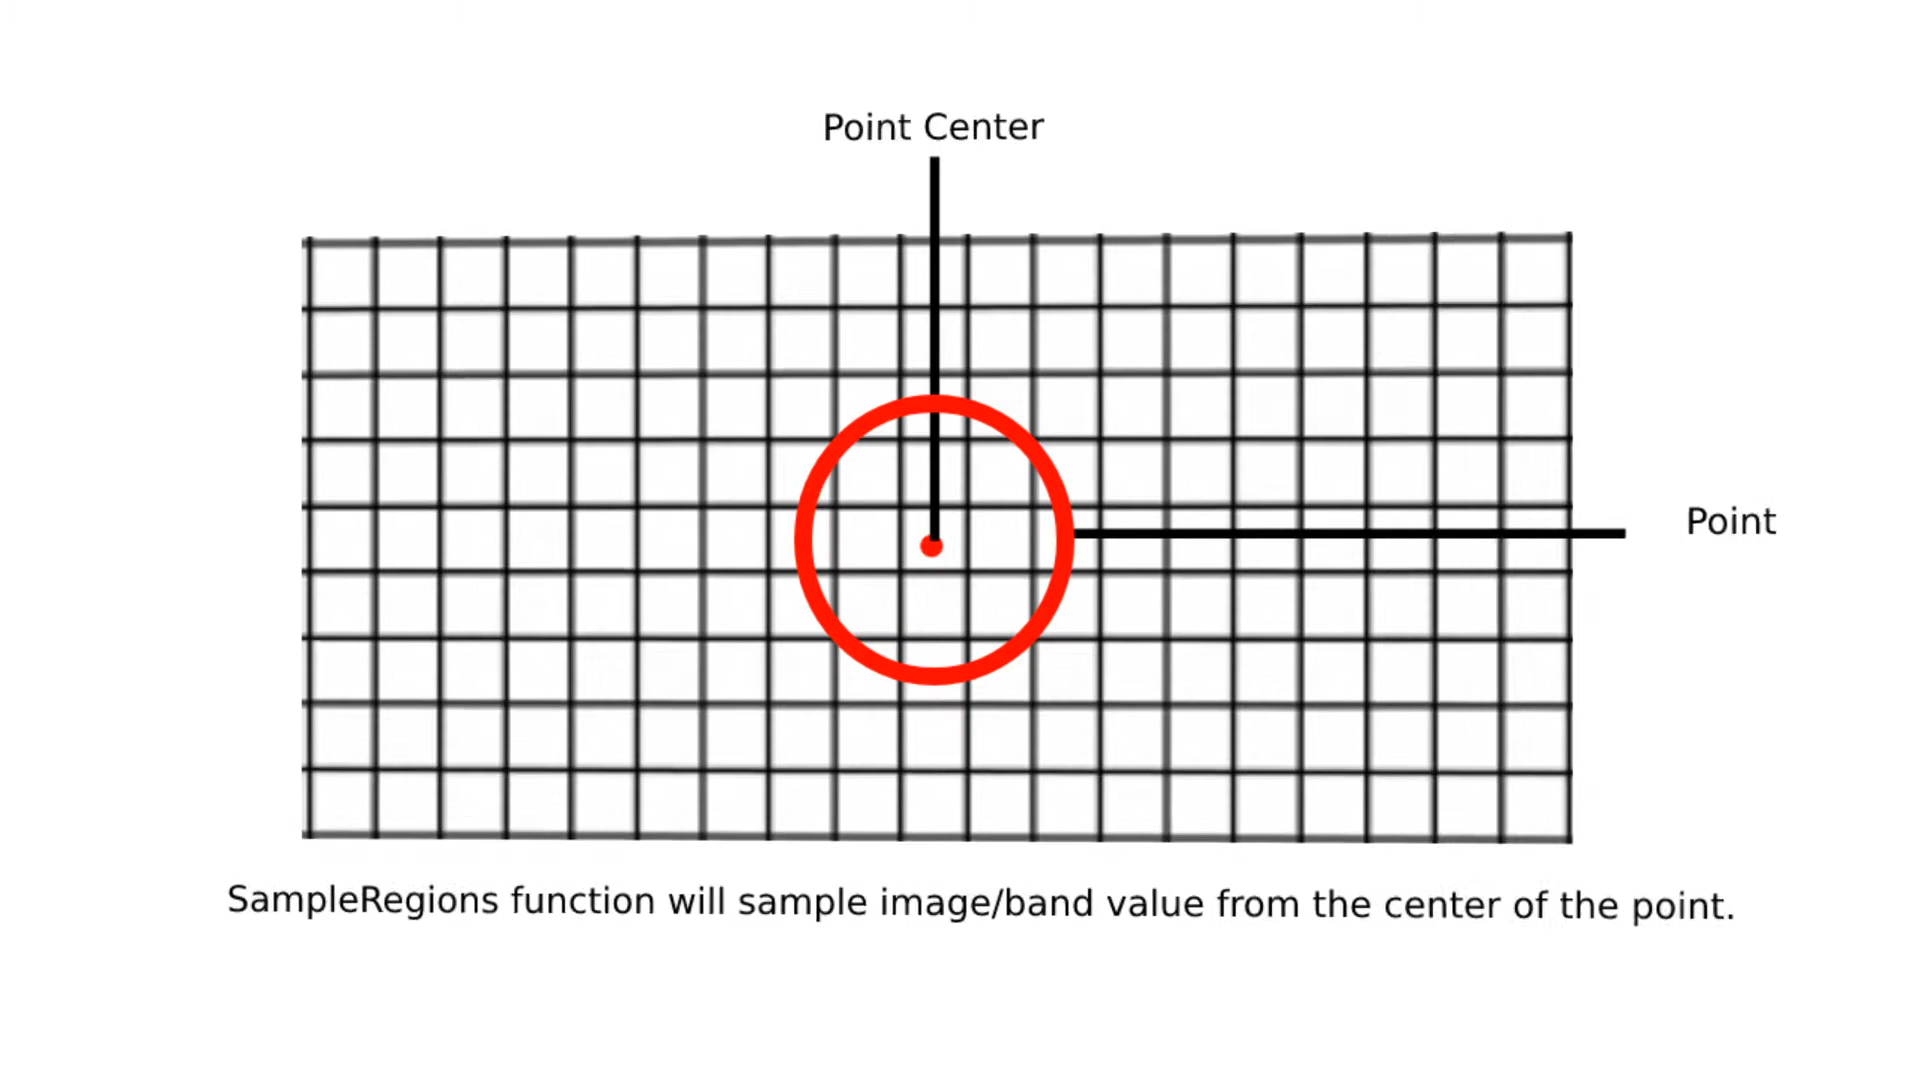 Point Center
Point
SampleRegions function will sample image/band value from the center of the point.